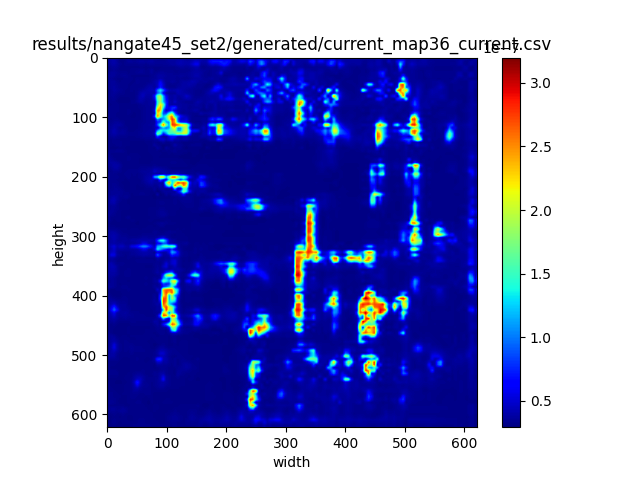 results/nangate45_set2/generated/current_map36_current.csv
1e−7
0
100
200
300
400
500
600
height
0 100 200 300 400 500 600
width
3.0
2.5
2.0
1.5
1.0
0.5